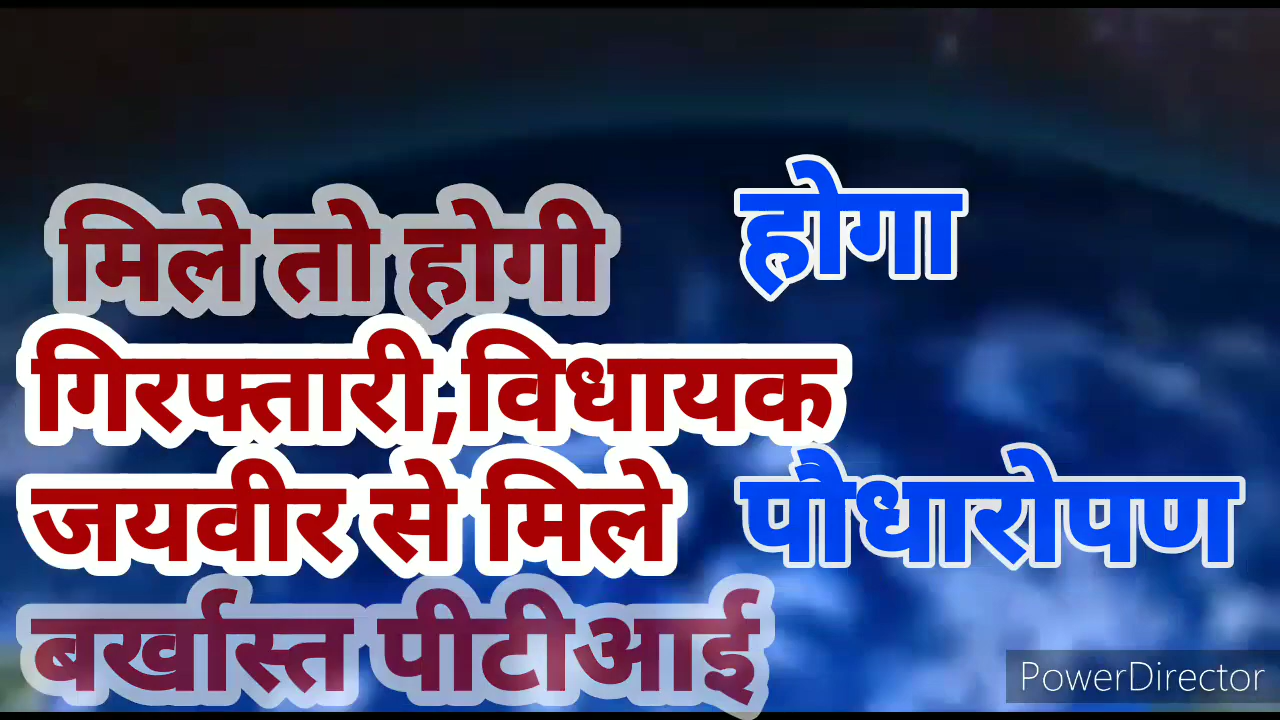 मिले तो होगी
गिरफ्तारी,विधायक
जयवीर से मिले
बर्खास्त पीटीआई
होगा
पौधारोपण
PowerDirector